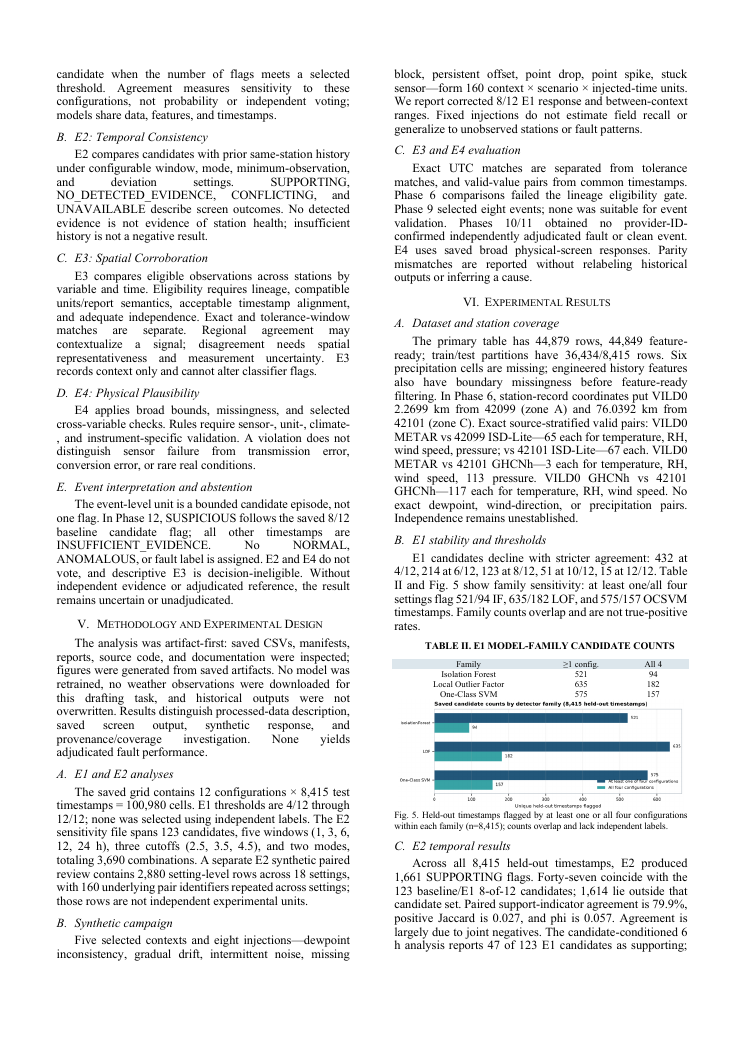 candidate when the number of flags meets a selected
threshold. Agreement measures sensitivity to these
configurations, not probability or independent voting;
models share data, features, and timestamps.
B. E2: Temporal Consistency
E2 compares candidates with prior same-station history
under configurable window, mode, minimum-observation,
and deviation settings. SUPPORTING,
NO_DETECTED_EVIDENCE, CONFLICTING, and
UNAVAILABLE describe screen outcomes. No detected
evidence is not evidence of station health; insufficient
history is not a negative result.
C. E3: Spatial Corroboration
E3 compares eligible observations across stations by
variable and time. Eligibility requires lineage, compatible
units/report semantics, acceptable timestamp alignment,
and adequate independence. Exact and tolerance-window
matches are separate. Regional agreement may
contextualize a signal; disagreement needs spatial
representativeness and measurement uncertainty. E3
records context only and cannot alter classifier flags.
D. E4: Physical Plausibility
E4 applies broad bounds, missingness, and selected
cross-variable checks. Rules require sensor-, unit-, climate-
, and instrument-specific validation. A violation does not
distinguish sensor failure from transmission error,
conversion error, or rare real conditions.
E. Event interpretation and abstention
The event-level unit is a bounded candidate episode, not
one flag. In Phase 12, SUSPICIOUS follows the saved 8/12
baseline candidate flag; all other timestamps are
INSUFFICIENT_EVIDENCE. No NORMAL,
ANOMALOUS, or fault label is assigned. E2 and E4 do not
vote, and descriptive E3 is decision-ineligible. Without
independent evidence or adjudicated reference, the result
remains uncertain or unadjudicated.
V. METHODOLOGY AND EXPERIMENTAL DESIGN
The analysis was artifact-first: saved CSVs, manifests,
reports, source code, and documentation were inspected;
figures were generated from saved artifacts. No model was
retrained, no weather observations were downloaded for
this drafting task, and historical outputs were not
overwritten. Results distinguish processed-data description,
saved screen output, synthetic response, and
provenance/coverage investigation. None yields
adjudicated fault performance.
A. E1 and E2 analyses
The saved grid contains 12 configurations × 8,415 test
timestamps = 100,980 cells. E1 thresholds are 4/12 through
12/12; none was selected using independent labels. The E2
sensitivity file spans 123 candidates, five windows (1, 3, 6,
12, 24 h), three cutoffs (2.5, 3.5, 4.5), and two modes,
totaling 3,690 combinations. A separate E2 synthetic paired
review contains 2,880 setting-level rows across 18 settings,
with 160 underlying pair identifiers repeated across settings;
those rows are not independent experimental units.
B. Synthetic campaign
Five selected contexts and eight injections—dewpoint
inconsistency, gradual drift, intermittent noise, missing
block, persistent offset, point drop, point spike, stuck
sensor—form 160 context × scenario × injected-time units.
We report corrected 8/12 E1 response and between-context
ranges. Fixed injections do not estimate field recall or
generalize to unobserved stations or fault patterns.
C. E3 and E4 evaluation
Exact UTC matches are separated from tolerance
matches, and valid-value pairs from common timestamps.
Phase 6 comparisons failed the lineage eligibility gate.
Phase 9 selected eight events; none was suitable for event
validation. Phases 10/11 obtained no provider-ID-
confirmed independently adjudicated fault or clean event.
E4 uses saved broad physical-screen responses. Parity
mismatches are reported without relabeling historical
outputs or inferring a cause.
VI. EXPERIMENTAL RESULTS
A. Dataset and station coverage
The primary table has 44,879 rows, 44,849 feature-
ready; train/test partitions have 36,434/8,415 rows. Six
precipitation cells are missing; engineered history features
also have boundary missingness before feature-ready
filtering. In Phase 6, station-record coordinates put VILD0
2.2699 km from 42099 (zone A) and 76.0392 km from
42101 (zone C). Exact source-stratified valid pairs: VILD0
METAR vs 42099 ISD-Lite—65 each for temperature, RH,
wind speed, pressure; vs 42101 ISD-Lite—67 each. VILD0
METAR vs 42101 GHCNh—3 each for temperature, RH,
wind speed, 113 pressure. VILD0 GHCNh vs 42101
GHCNh—117 each for temperature, RH, wind speed. No
exact dewpoint, wind-direction, or precipitation pairs.
Independence remains unestablished.
B. E1 stability and thresholds
E1 candidates decline with stricter agreement: 432 at
4/12, 214 at 6/12, 123 at 8/12, 51 at 10/12, 15 at 12/12. Table
II and Fig. 5 show family sensitivity: at least one/all four
settings flag 521/94 IF, 635/182 LOF, and 575/157 OCSVM
timestamps. Family counts overlap and are not true-positive
rates.
TABLE II. E1 MODEL-FAMILY CANDIDATE COUNTS
Family ≥1 config. All 4
Isolation Forest 521 94
Local Outlier Factor 635 182
One-Class SVM 575 157
Saved candidate counts by detector family (8,415 held-out timestamps)
IsolationForest 521
94
LOF 635
182
One-Class SVM 575
157
At least one of four configurations
All four configurations
0 100 200 300 400 500 600
Unique held-out timestamps flagged
Fig. 5. Held-out timestamps flagged by at least one or all four configurations
within each family (n=8,415); counts overlap and lack independent labels.
C. E2 temporal results
Across all 8,415 held-out timestamps, E2 produced
1,661 SUPPORTING flags. Forty-seven coincide with the
123 baseline/E1 8-of-12 candidates; 1,614 lie outside that
candidate set. Paired support-indicator agreement is 79.9%,
positive Jaccard is 0.027, and phi is 0.057. Agreement is
largely due to joint negatives. The candidate-conditioned 6
h analysis reports 47 of 123 E1 candidates as supporting;